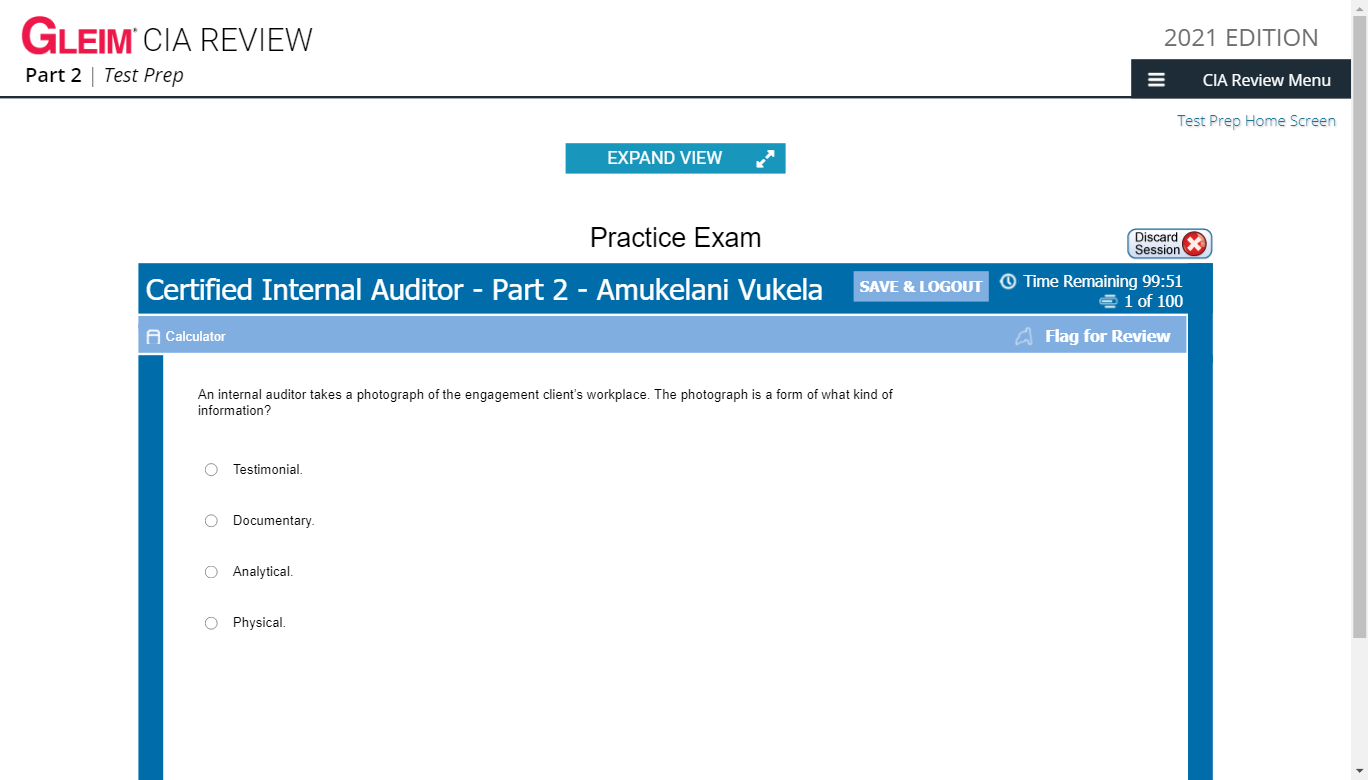 GLEIM® CIA REVIEW
2021 EDITION
Part 2 | Test Prep
CIA Review Menu
Test Prep Home Screen
EXPAND VIEW
Practice Exam
Discard
Session
Certified Internal Auditor - Part 2 - Amukelani Vukela
SAVE & LOGOUT
Time Remaining 99:51
1 of 100
Calculator
Flag for Review
An internal auditor takes a photograph of the engagement client's workplace. The photograph is a form of what kind of
information?
Testimonial.
Documentary.
Analytical.
Physical.